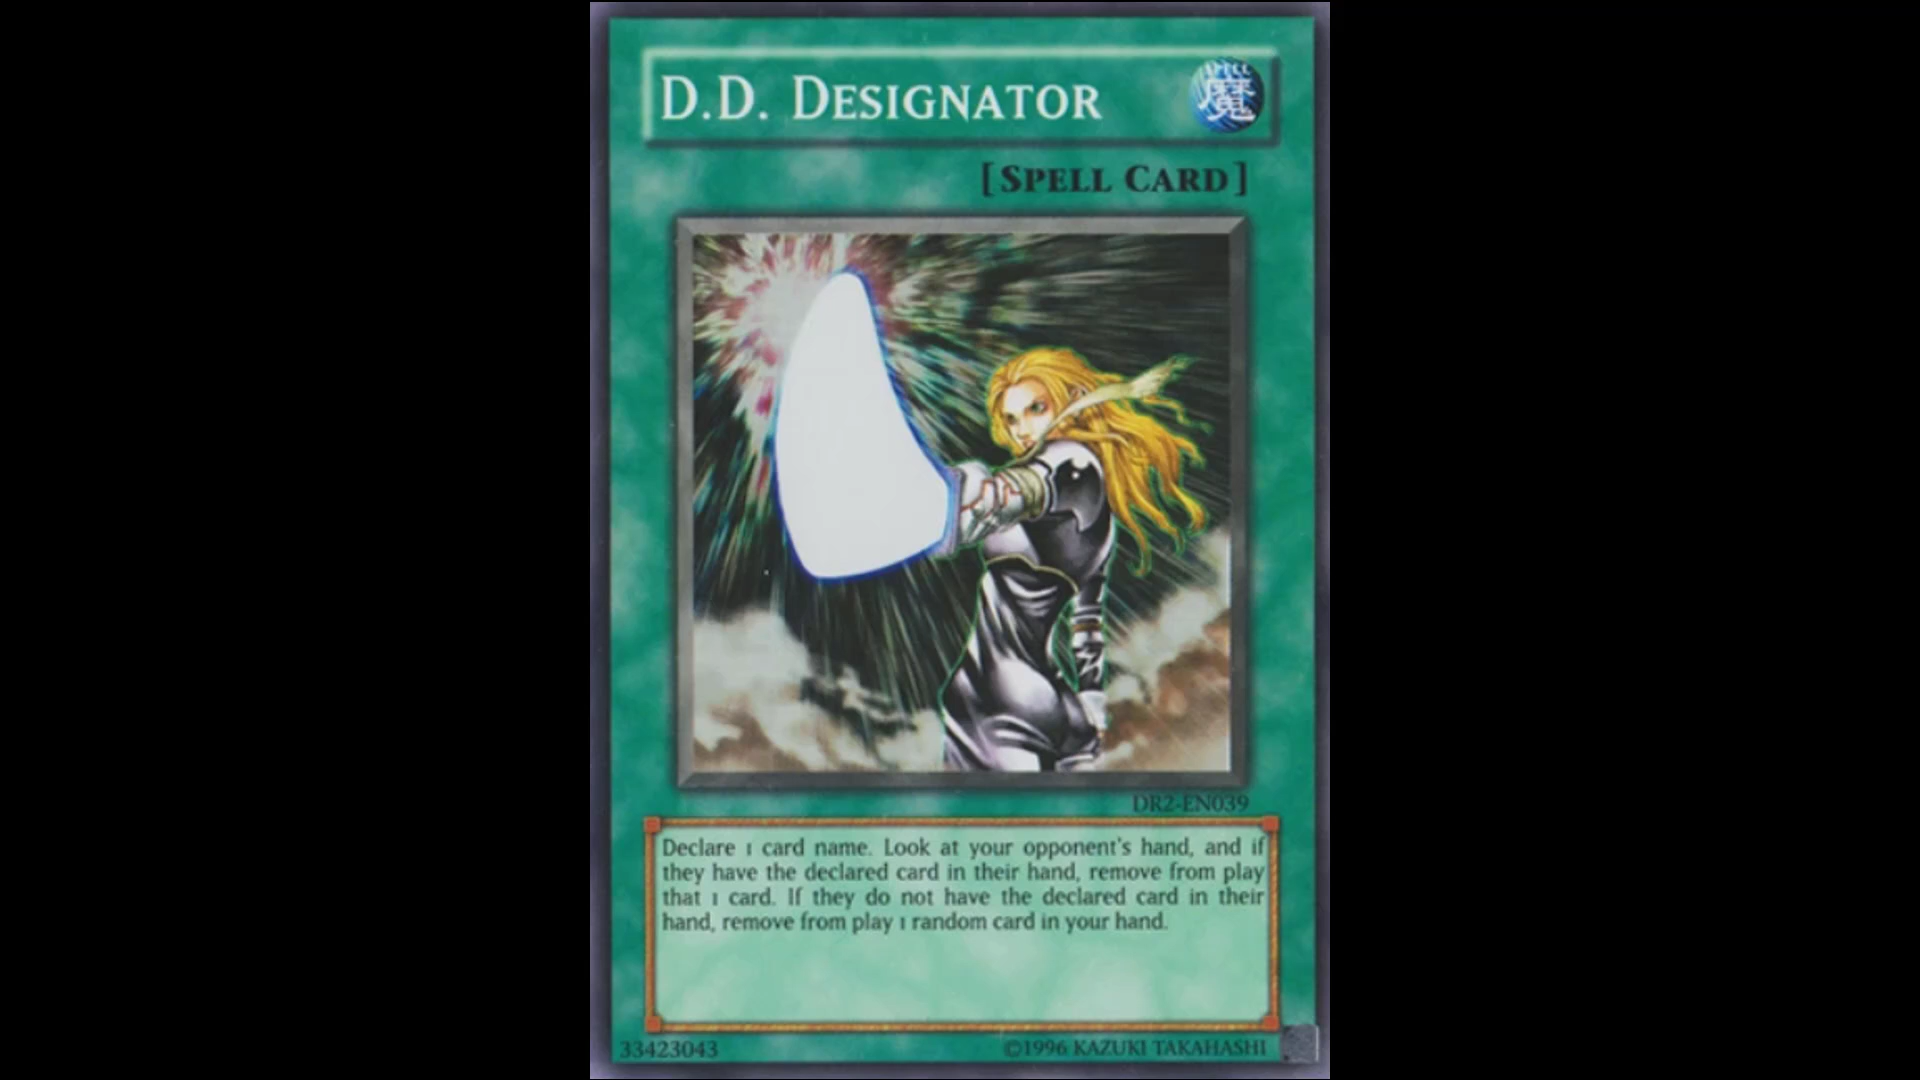 D.D. Designator
SPELL
魔
[Spell Card]
DR2-EN039
Declare 1 card name. Look at your opponent's hand, and if
they have the declared card in their hand, remove from play
that 1 card. If they do not have the declared card in their
hand, remove from play 1 random card in your hand.
33423043
©1996 KAZUKI TAKAHASHI